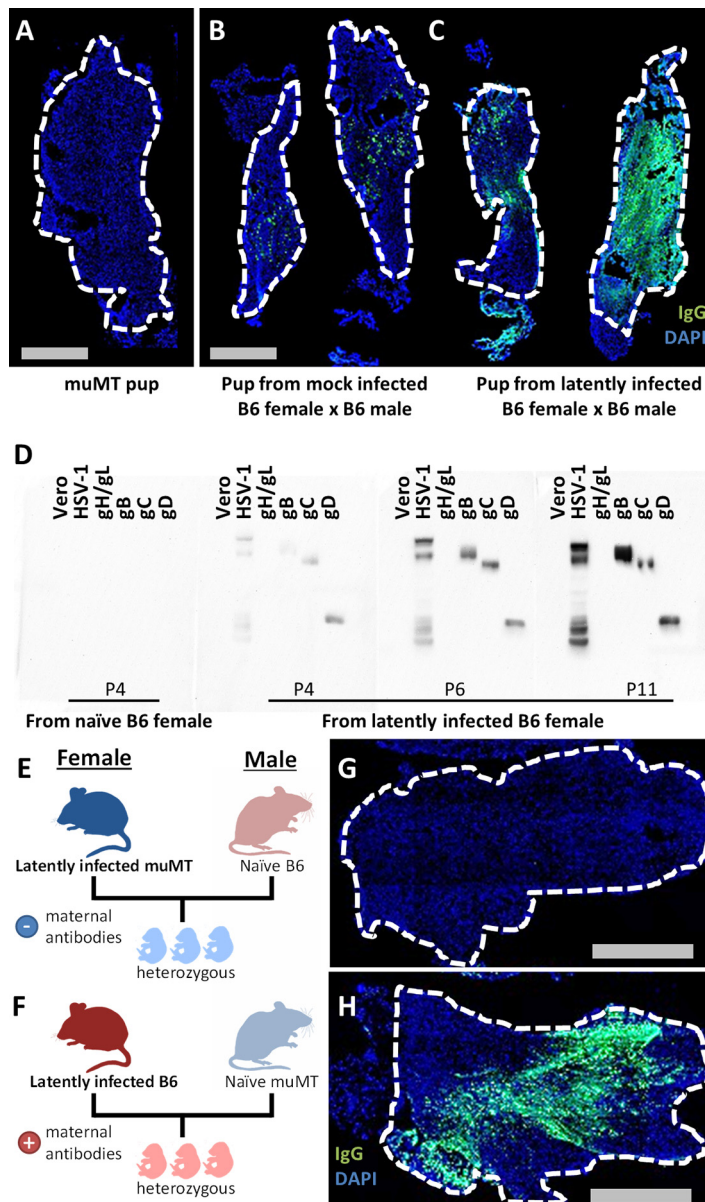 A
B
C
IgG
DAPI
muMT pup
Pup from mock infected
B6 female x B6 male
Pup from latently infected
B6 female x B6 male
D
Vero HSV-1 gH/gL gB gC gD
Vero HSV-1 gH/gL gB gC gD
Vero HSV-1 gH/gL gB gC gD
Vero HSV-1 gH/gL gB gC gD
P4
P4
P6
P11
From naïve B6 female
From latently infected B6 female
E
Female
Male
Latently infected muMT
Naïve B6
-
maternal
antibodies
heterozygous
F
Latently infected B6
Naïve muMT
+
maternal
antibodies
heterozygous
G
H
IgG
DAPI